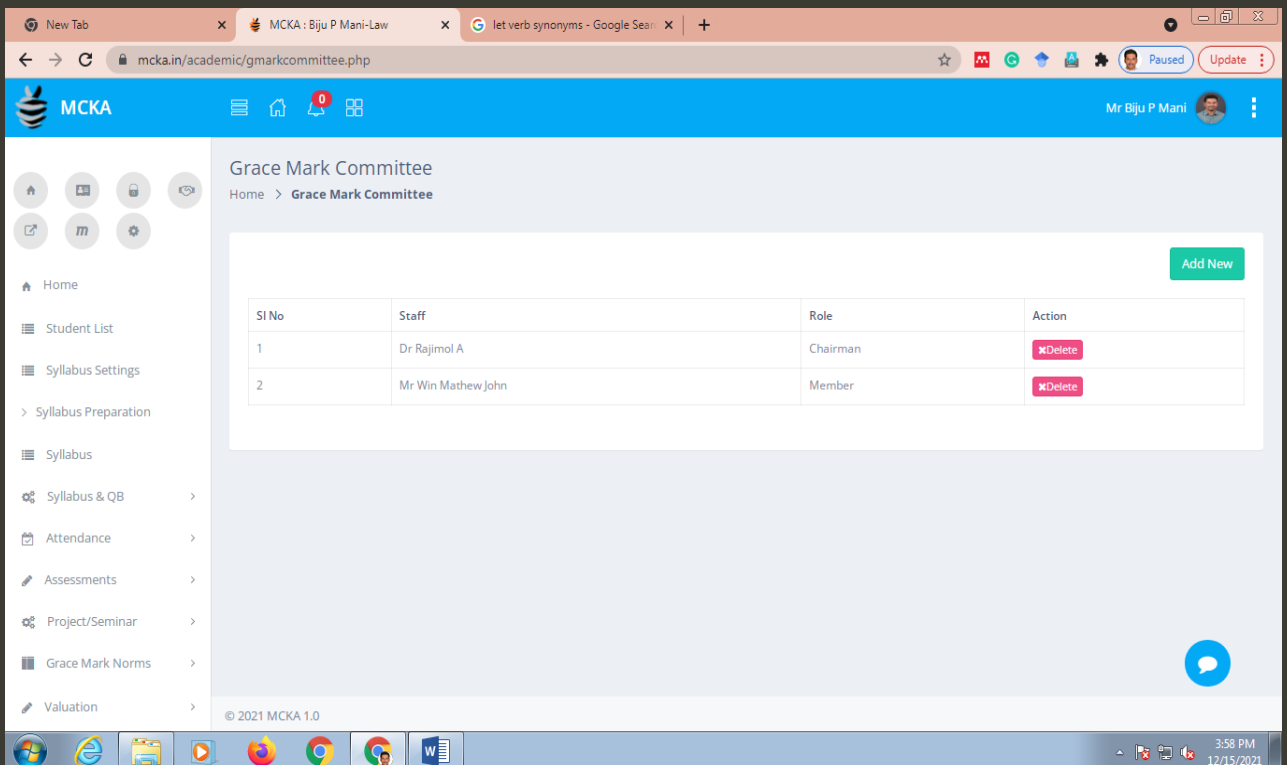 New Tab
MCKA : Biju P Mani-Law
let verb synonyms - Google Sear
mcka.in/academic/gmarkcommittee.php
Paused
Update
MCKA
0
Mr Biju P Mani
m
Home
Student List
Syllabus Settings
Syllabus Preparation
Syllabus
Syllabus & QB
Attendance
Assessments
Project/Seminar
Grace Mark Norms
Valuation
Grace Mark Committee
Home > Grace Mark Committee
Add New
Sl No Staff Role Action
1 Dr Rajimol A Chairman ✖Delete
2 Mr Win Mathew John Member ✖Delete
© 2021 MCKA 1.0
3:58 PM
12/15/2021